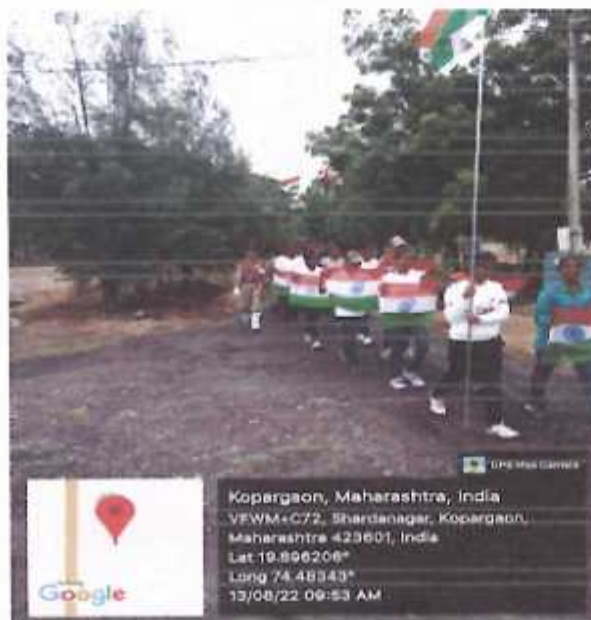 GPS Map Camera
Kopargaon, Maharashtra, India
VFWM+C72, Shardanagar, Kopargaon,
Maharashtra 423601, India
Lat 19.896206°
Long 74.48343°
13/08/22 09:53 AM
Google